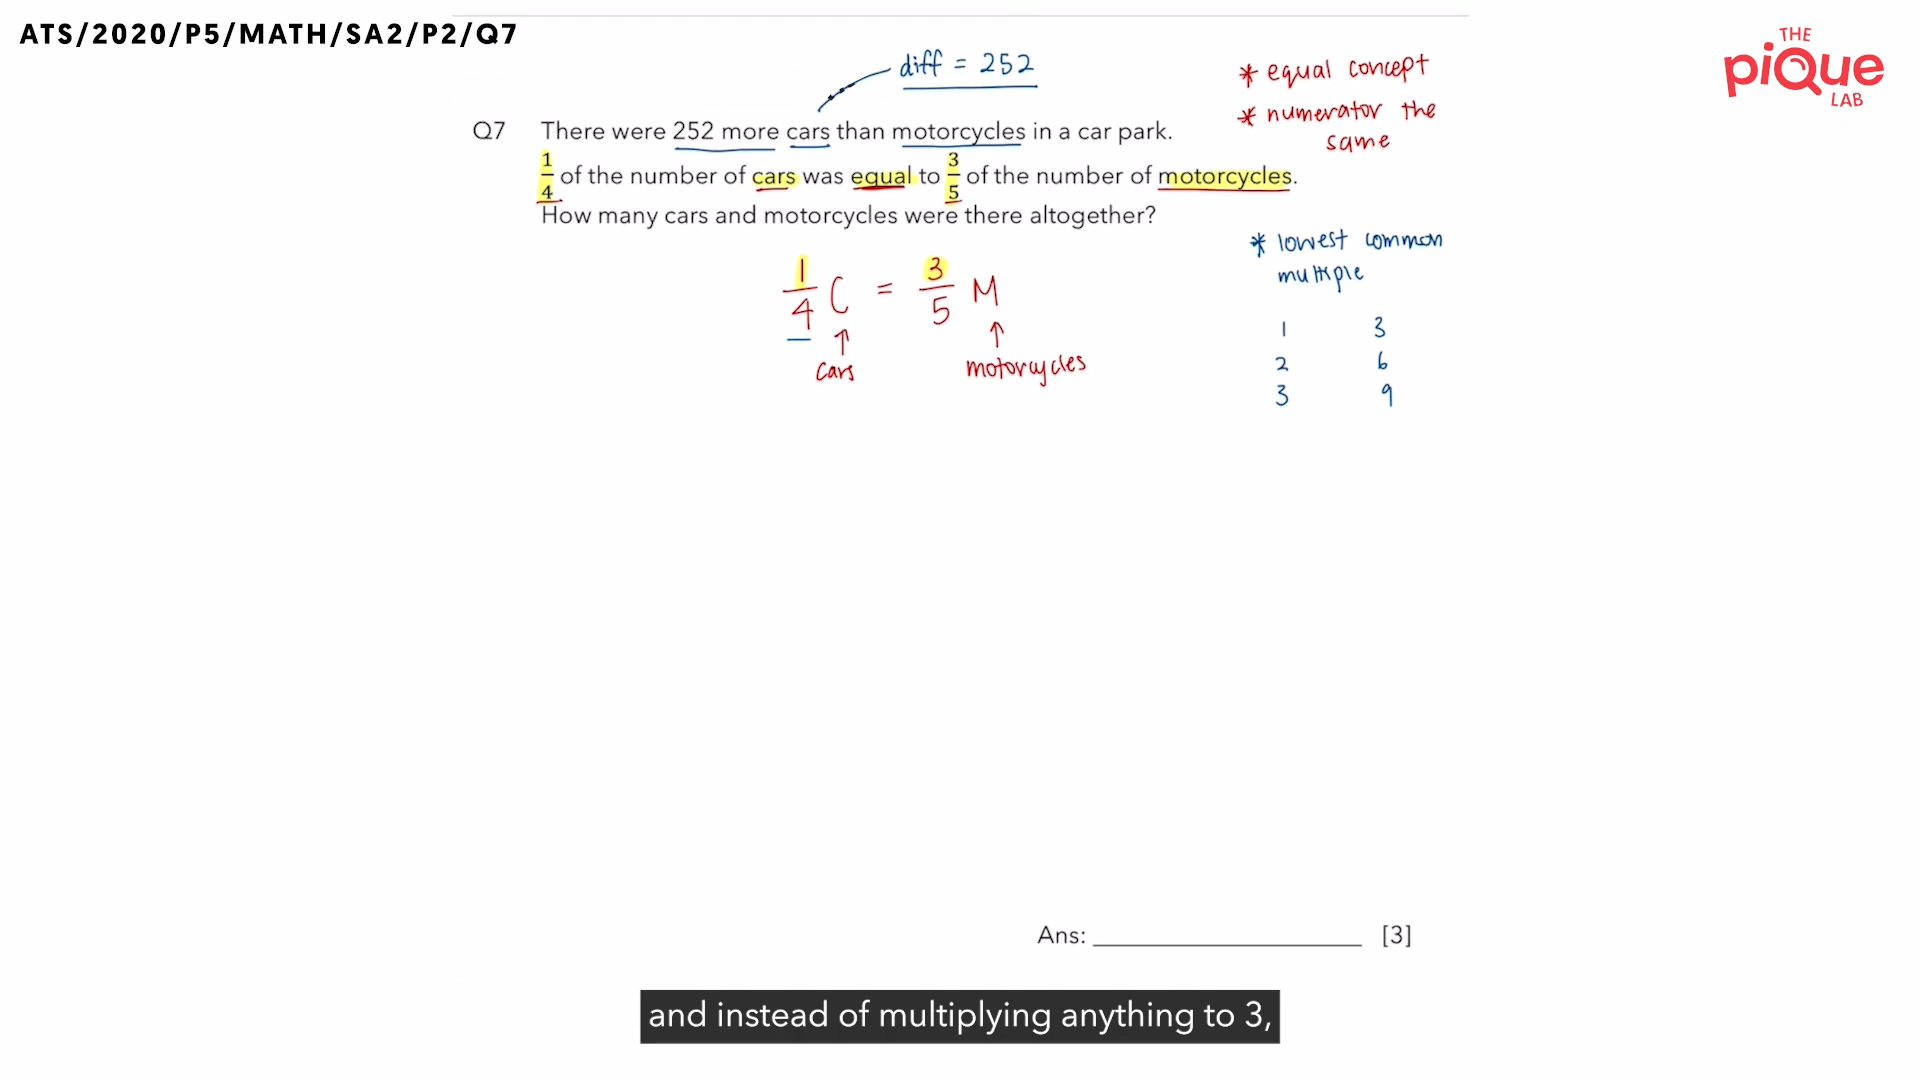 ATS/2020/P5/MATH/SA2/P2/Q7
THE
piQue
LAB
diff = 252
* equal concept
* numerator the
same
Q7 There were 252 more cars than motorcycles in a car park.
1/4 of the number of cars was equal to 3/5 of the number of motorcycles.
How many cars and motorcycles were there altogether?
* lowest common
multiple
1/4 C = 3/5 M
↑ ↑
cars motorcycles
1 3
2 6
3 9
Ans: ____________________ [3]
and instead of multiplying anything to 3,